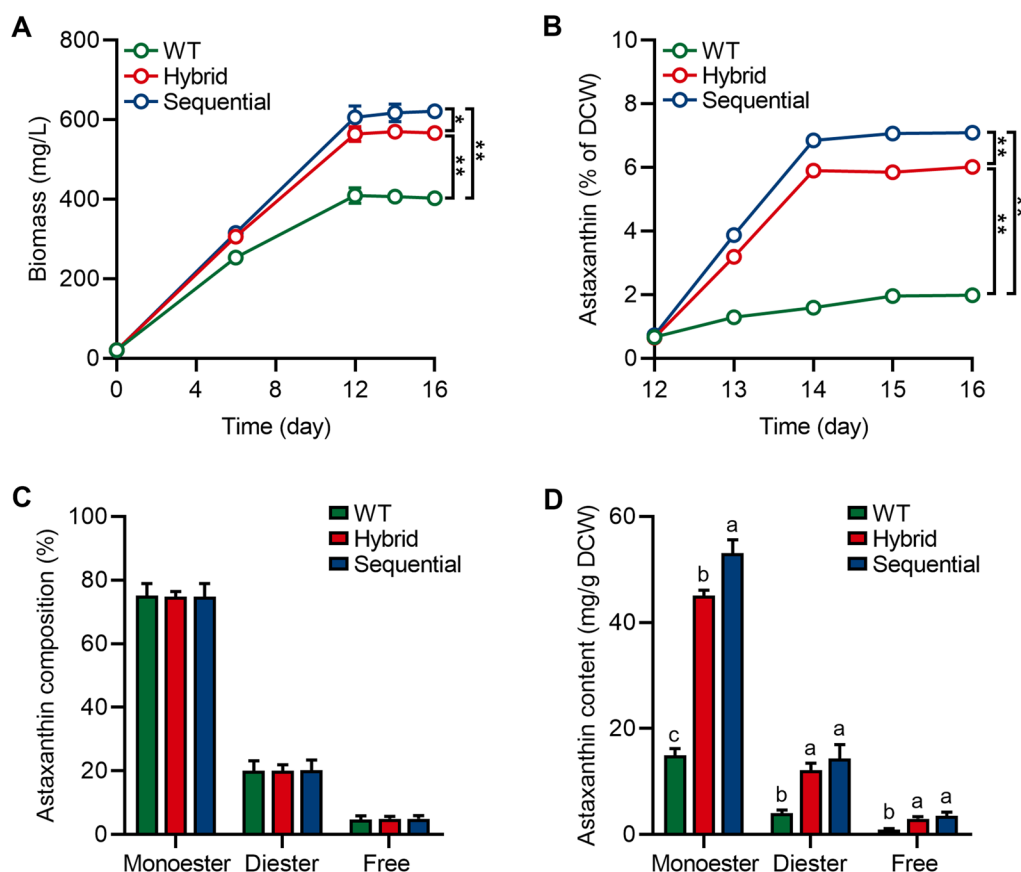 A
WT
Hybrid
Sequential
Biomass (mg/L)
800
600
400
200
0
0 4 8 12 16
Time (day)
*
**
**
B
WT
Hybrid
Sequential
Astaxanthin (% of DCW)
10
8
6
4
2
0
12 13 14 15 16
Time (day)
**
**
**
C
WT
Hybrid
Sequential
Astaxanthin composition (%)
100
80
60
40
20
0
Monoester Diester Free
D
WT
Hybrid
Sequential
Astaxanthin content (mg/g DCW)
60
40
20
0
c b a
b a a
b a a
Monoester Diester Free